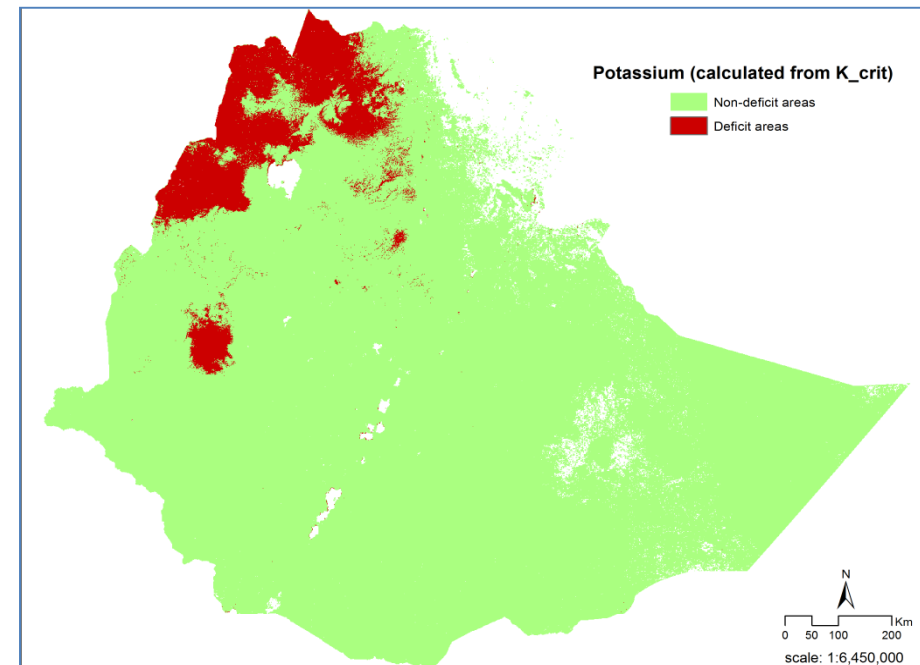 Potassium (calculated from K_crit)
Non-deficit areas
Deficit areas
N
Km
0 50 100 200
scale: 1:6,450,000